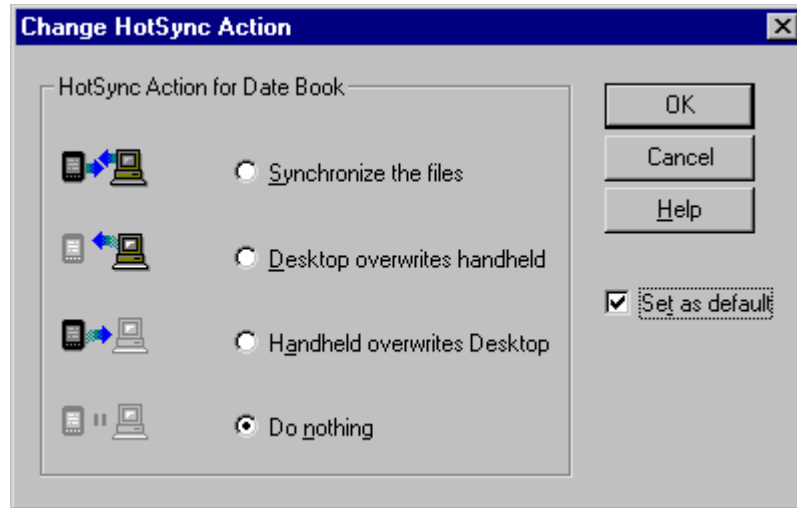 Change HotSync Action
HotSync Action for Date Book
Synchronize the files
Desktop overwrites handheld
Handheld overwrites Desktop
Do nothing
OK
Cancel
Help
Set as default